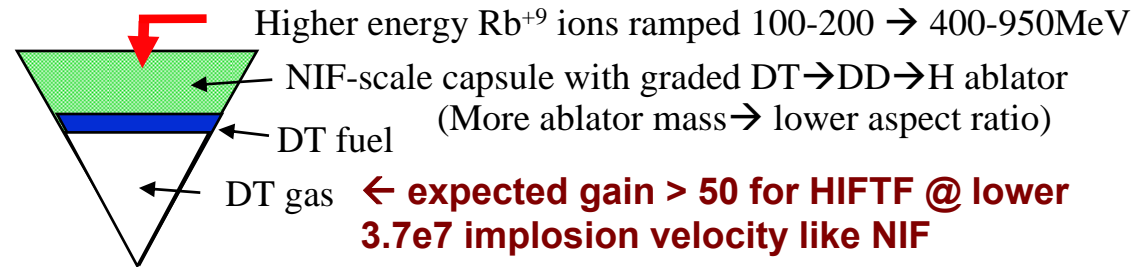 Higher energy Rb+9 ions ramped 100-200 → 400-950MeV
NIF-scale capsule with graded DT→DD→H ablator
(More ablator mass→ lower aspect ratio)
DT fuel
DT gas ← expected gain > 50 for HIFTF @ lower
3.7e7 implosion velocity like NIF